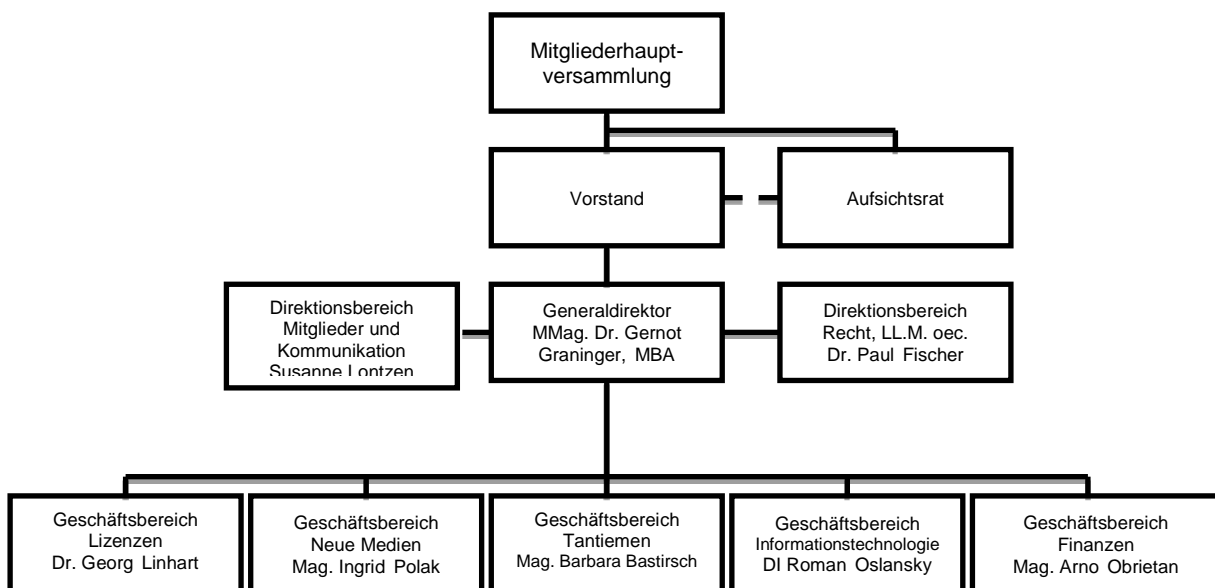 Mitgliederhaupt-
versammlung
Vorstand
Aufsichtsrat
Direktionsbereich
Mitglieder und
Kommunikation
Susanne Lontzen
Generaldirektor
MMag. Dr. Gernot
Graninger, MBA
Direktionsbereich
Recht, LL.M. oec.
Dr. Paul Fischer
Geschäftsbereich
Lizenzen
Dr. Georg Linhart
Geschäftsbereich
Neue Medien
Mag. Ingrid Polak
Geschäftsbereich
Tantiemen
Mag. Barbara Bastirsch
Geschäftsbereich
Informationstechnologie
DI Roman Oslansky
Geschäftsbereich
Finanzen
Mag. Arno Obrietan